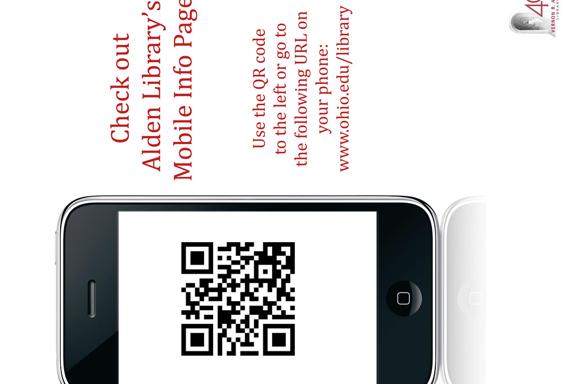 Check out
Alden Library's
Mobile Info Page
Use the QR code
to the left or go to
the following URL on
your phone:
www.ohio.edu/library